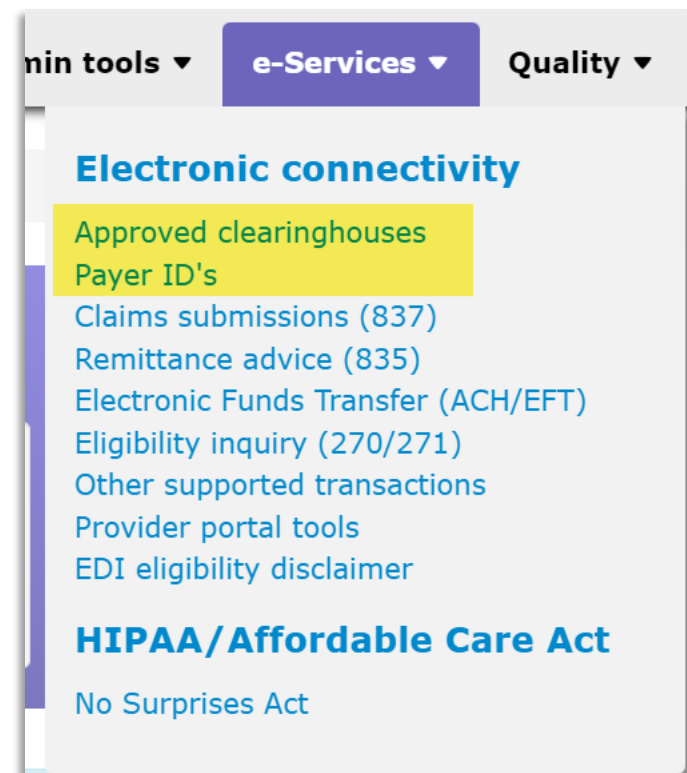 min tools ▼ e-Services ▼ Quality ▼
Electronic connectivity
Approved clearinghouses
Payer ID's
Claims submissions (837)
Remittance advice (835)
Electronic Funds Transfer (ACH/EFT)
Eligibility inquiry (270/271)
Other supported transactions
Provider portal tools
EDI eligibility disclaimer
HIPAA/Affordable Care Act
No Surprises Act